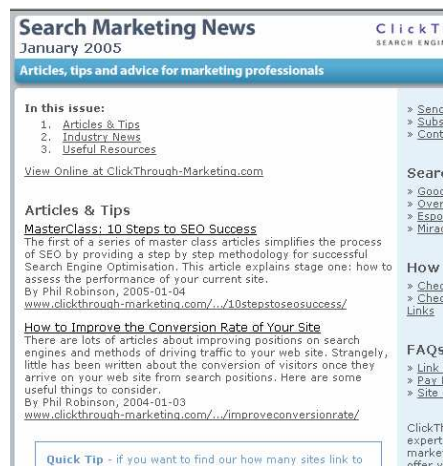 Search Marketing News
January 2005
Articles, tips and advice for marketing professionals
In this issue:
1. Articles & Tips
2. Industry News
3. Useful Resources
View Online at ClickThrough-Marketing.com
Articles & Tips
MasterClass: 10 Steps to SEO Success
The first of a series of master class articles simplifies the process
of SEO by providing a step by step methodology for successful
Search Engine Optimisation. This article explains stage one: how to
assess the performance of your current site.
By Phil Robinson, 2005-01-04
www.clickthrough-marketing.com/.../10stepstoseosuccess/
How to Improve the Conversion Rate of Your Site
There are lots of articles about improving positions on search
engines and methods of driving traffic to your web site. Strangely,
little has been written about the conversion of visitors once they
arrive on your web site from search positions. Here are some
useful things to consider.
By Phil Robinson, 2004-01-03
www.clickthrough-marketing.com/.../improveconversionrate/
Quick Tip - if you want to find our how many sites link to
ClickT
SEARCH ENGI
» Send
» Subs
» Cont
Sear
» Goo
» Over
» Espo
» Mira
How
» Chec
» Chec
Links
FAQs
» Link
» Pay
» Site
ClickTh
expert
market
offer